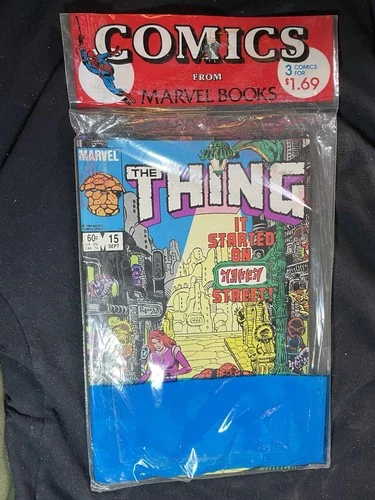 COMICS
FROM
MARVEL BOOKS
3 COMICS
FOR
$1.69
MARVEL
THE
THING
60¢
15
SEPT
IT
STARTED
ON
STREET!